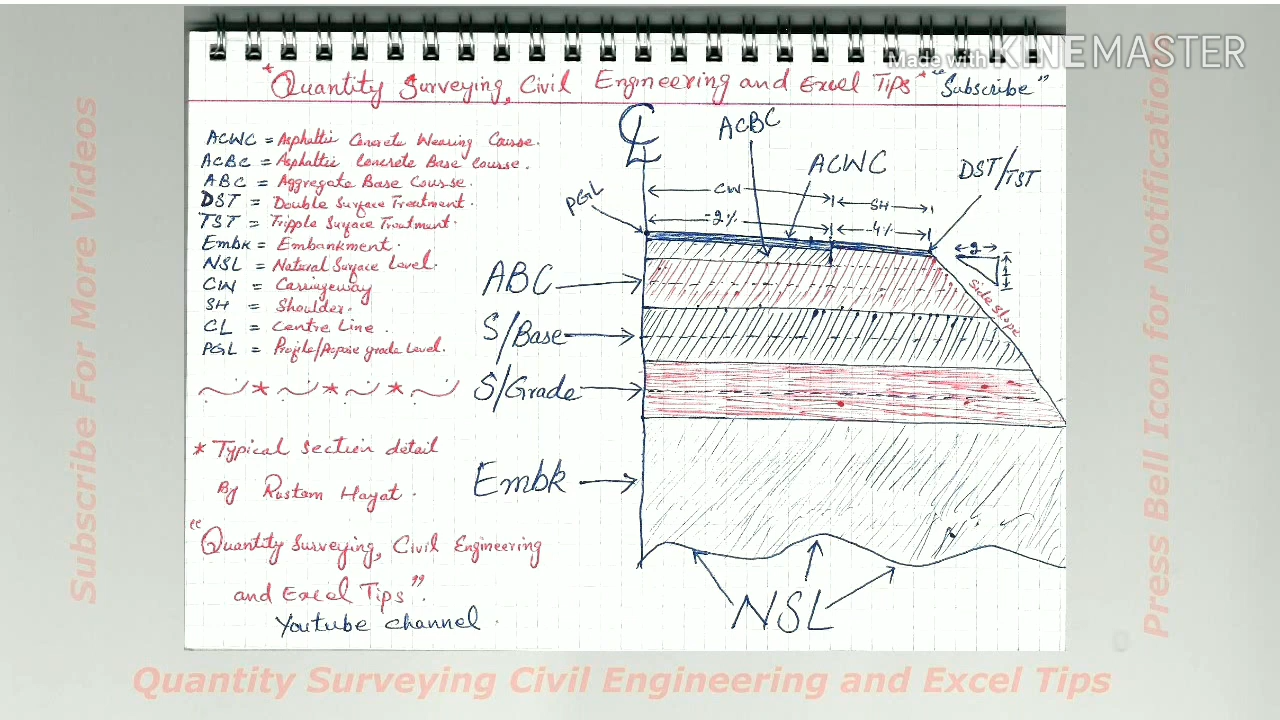 Made with KINEMASTER
"Quantity Surveying, Civil Engineering and Excel Tips" "Subscribe"
ACWC = Asphaltic Concrete Wearing Course.
ACBC = Asphaltic Concrete Base Course.
ABC = Aggregate Base Course.
DST = Double Surface Treatment.
TST = Tripple Surface Treatment.
Embk = Embankment.
NSL = Natural Surface Level.
CW = Carriageway
SH = Shoulder.
CL = Centre Line.
PGL = Profile/ grade Level.
* Typical Section detail
By Rustam Hayat.
"Quantity Surveying, Civil Engineering
and Excel Tips".
Youtube channel
CL
ACBC
ACWC
DST/TST
PGL
CW
SH
-2%
-4%
2
1
Side slope
ABC
S/Base
S/Grade
Embk
NSL
Subscribe For More Videos
Press Bell Icon for Notification
Quantity Surveying Civil Engineering and Excel Tips